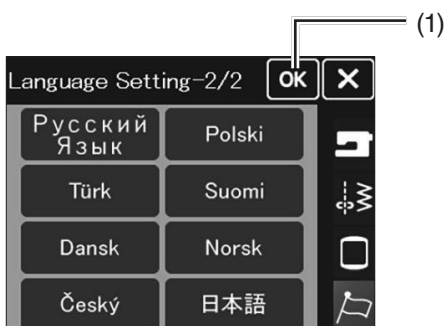 (1)
Language Setting-2/2 OK X
Русский
Язык
Polski
Türk
Suomi
Dansk
Norsk
Český
日本語